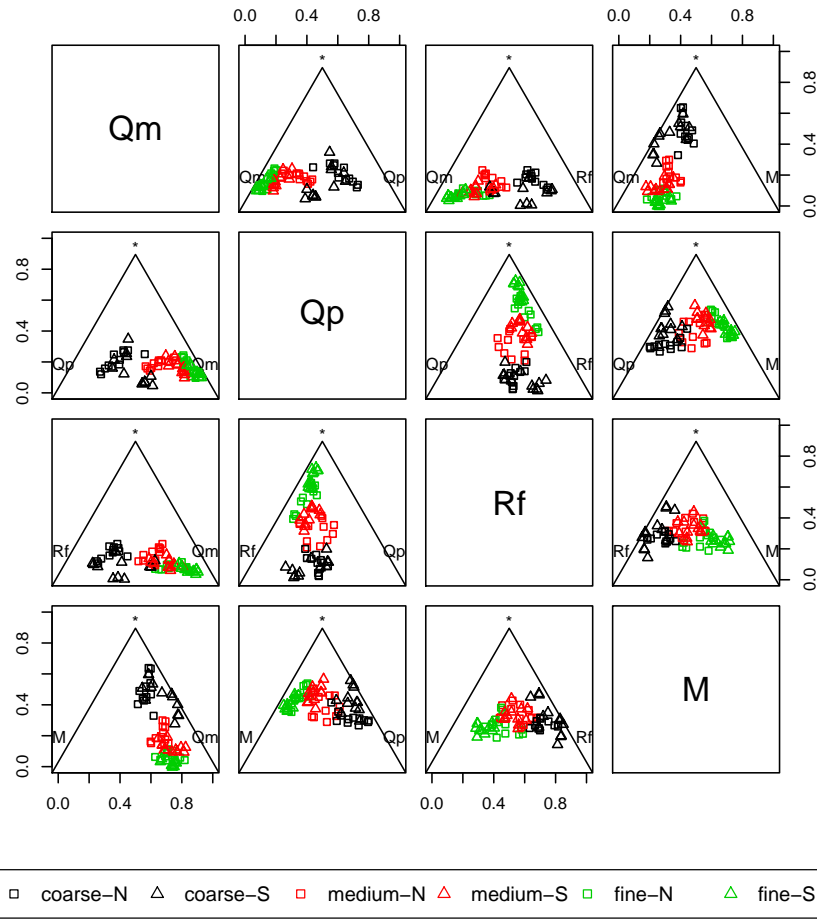 0.0 0.4 0.8 0.0 0.4 0.8
Qm
*
Qm Qp
*
Qm Rf
*
Qm M
0.0 0.4 0.8
0.0 0.4 0.8
*
Qp Qm
Qp
*
Qp Rf
*
Qp M
*
Rf Qm
*
Rf Qp
Rf
*
Rf M
0.0 0.4 0.8
0.0 0.4 0.8
*
M Qm
*
M Qp
*
M Rf
M
0.0 0.4 0.8 0.0 0.4 0.8
coarse−N coarse−S medium−N medium−S fine−N fine−S